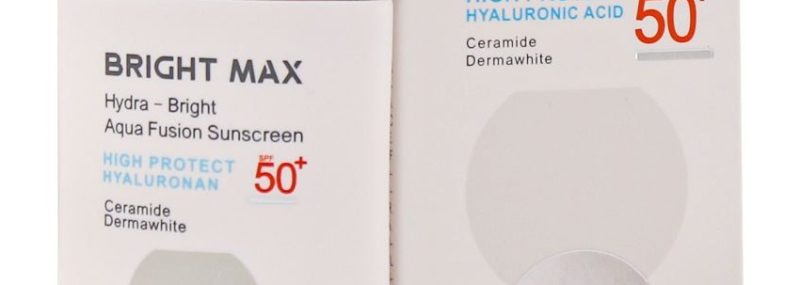 BRIGHT MAX
Hydra – Bright
Aqua Fusion Sunscreen
HIGH PROTECT
HYALURONAN
SPF
50+
Ceramide
Dermawhite
HYALURONIC ACID
50+
Ceramide
Dermawhite